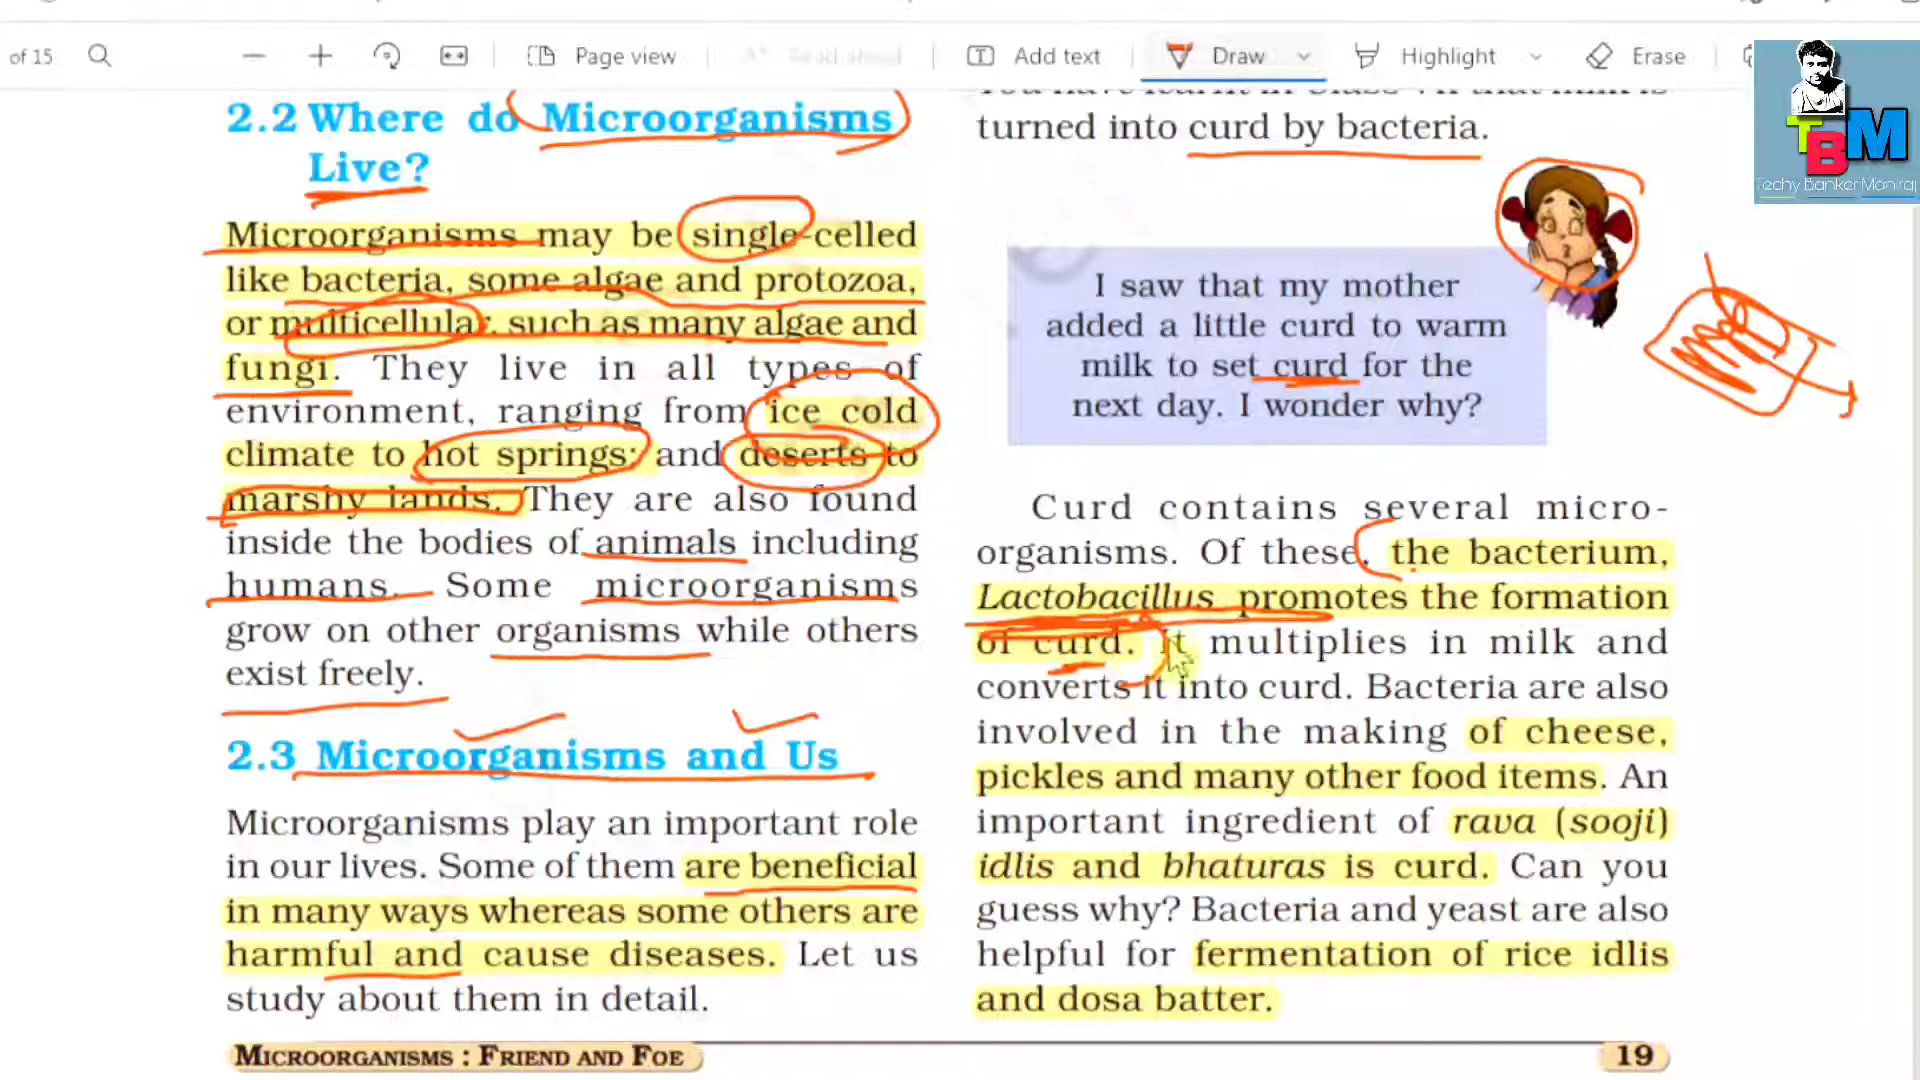 of 15
Page view
Read aloud
Add text
Draw
Highlight
Erase
TBM
Techy Banker Maniraj
2.2 Where do Microorganisms
Live?
Microorganisms may be single-celled
like bacteria, some algae and protozoa,
or multicellular, such as many algae and
fungi. They live in all types of
environment, ranging from ice cold
climate to hot springs; and deserts to
marshy lands. They are also found
inside the bodies of animals including
humans. Some microorganisms
grow on other organisms while others
exist freely.
2.3 Microorganisms and Us
Microorganisms play an important role
in our lives. Some of them are beneficial
in many ways whereas some others are
harmful and cause diseases. Let us
study about them in detail.
turned into curd by bacteria.
I saw that my mother
added a little curd to warm
milk to set curd for the
next day. I wonder why?
Curd contains several micro-
organisms. Of these, the bacterium,
Lactobacillus promotes the formation
of curd. It multiplies in milk and
converts it into curd. Bacteria are also
involved in the making of cheese,
pickles and many other food items. An
important ingredient of rava (sooji)
idlis and bhaturas is curd. Can you
guess why? Bacteria and yeast are also
helpful for fermentation of rice idlis
and dosa batter.
MICROORGANISMS : FRIEND AND FOE
19